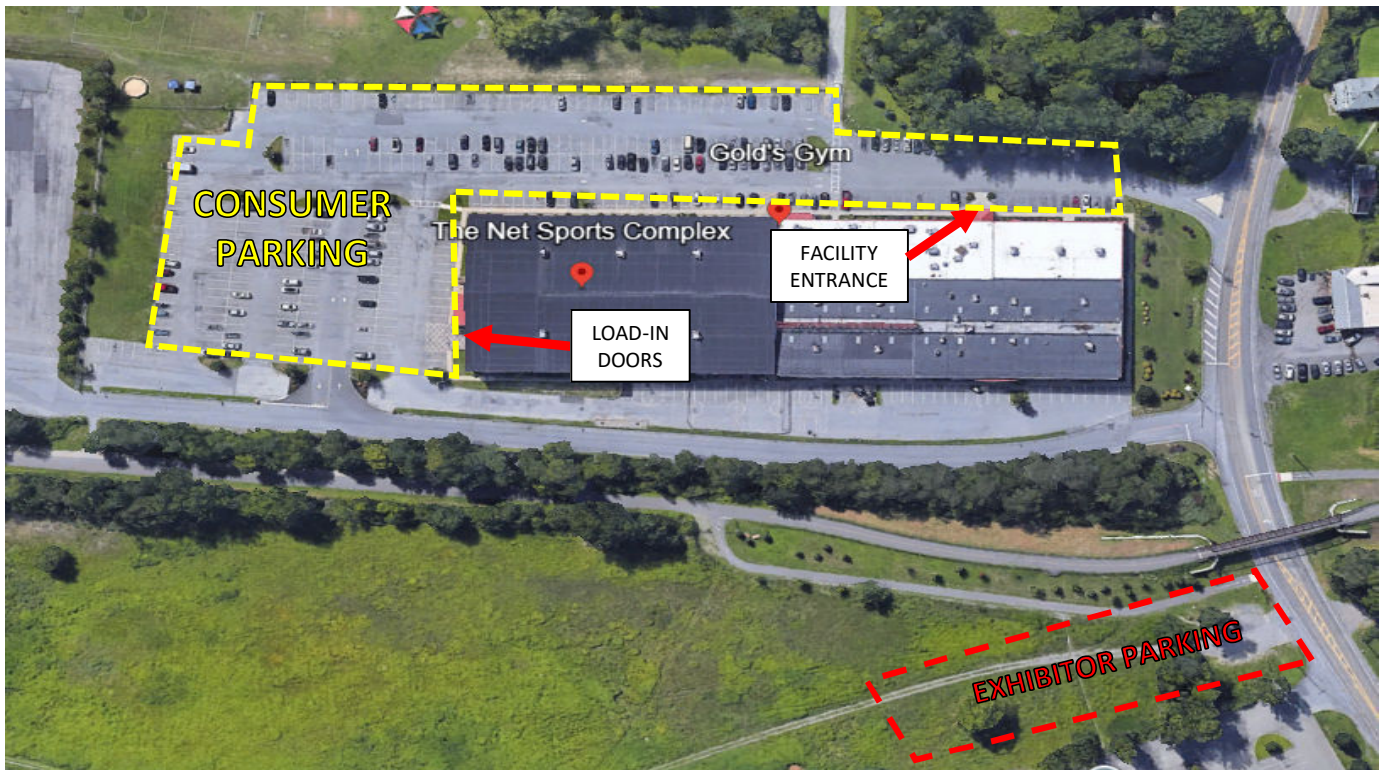 Gold's Gym
CONSUMER
PARKING
The Net Sports Complex
FACILITY
ENTRANCE
LOAD-IN
DOORS
EXHIBITOR PARKING